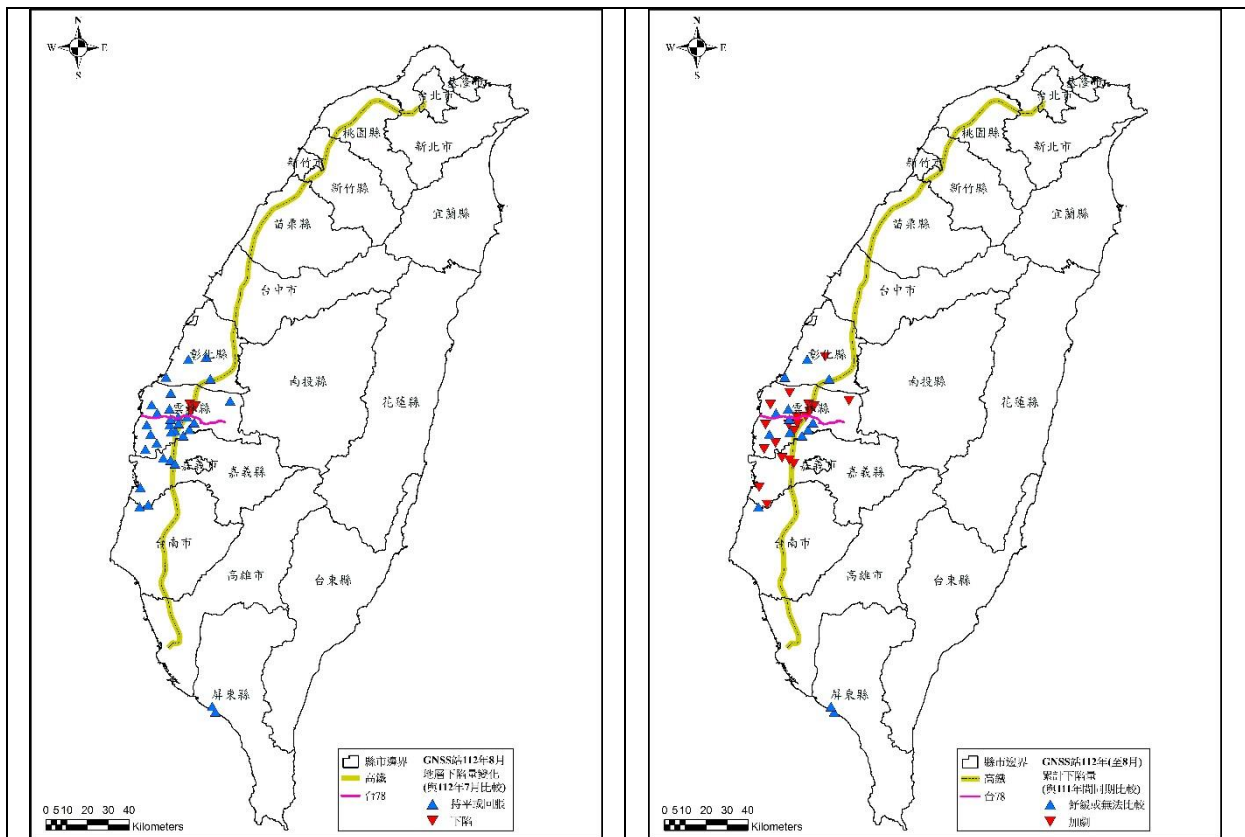 N
W E
S
台北市
桃園縣
新北市
新竹市
新竹縣
宜蘭縣
苗栗縣
台中市
彰化縣
南投縣
花蓮縣
雲林縣
嘉義市
嘉義縣
台南市
高雄市
台東縣
屏東縣
縣市邊界
高鐵
台78
GNSS站112年8月
地層下陷量變化
(與112年7月比較)
持平或回脹
下陷
0 5 10 20 30 40
Kilometers
N
W E
S
台北市
桃園縣
新北市
新竹市
新竹縣
宜蘭縣
苗栗縣
台中市
彰化縣
南投縣
花蓮縣
雲林縣
嘉義市
嘉義縣
台南市
高雄市
台東縣
屏東縣
縣市邊界
高鐵
台78
GNSS站112年(至8月)
累計下陷量
(與111年間同期比較)
舒緩或無法比較
加劇
0 5 10 20 30 40
Kilometers